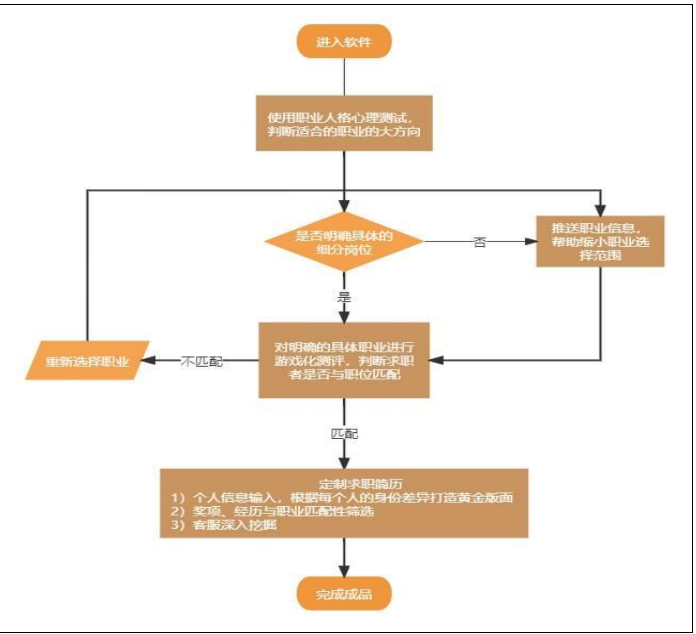 进入软件
使用职业人格心理测试,
判断适合的职业的大方向
是否明确具体的
细分岗位
否
推送职业信息,
帮助缩小职业选
择范围
是
对明确的具体职业进行
游戏化测评，判断求职
者是否与职位匹配
不匹配
重新选择职业
匹配
定制求职简历
1）个人信息输入，根据每个人的身份差异打造黄金版面
2）奖项、经历与职业匹配性筛选
3）客服深入挖掘
完成成品